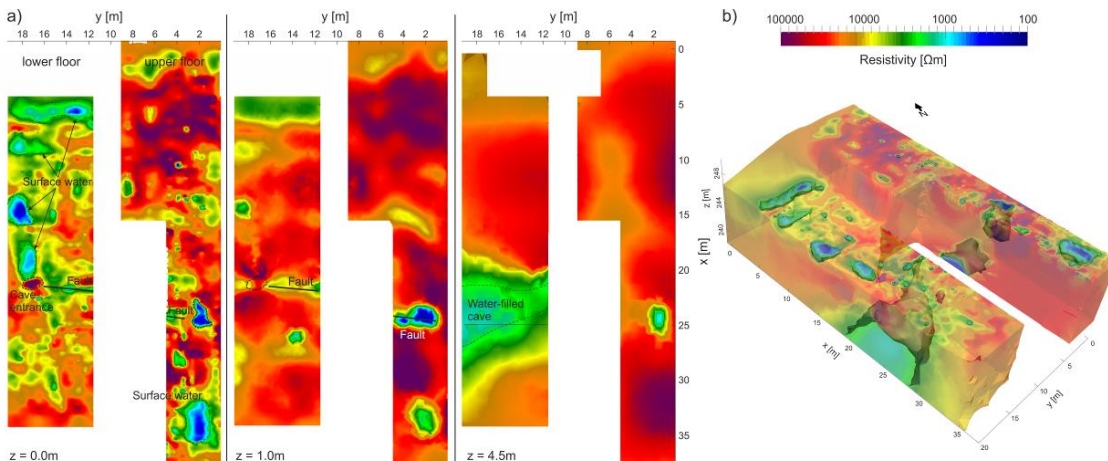 a)
y [m]
y [m]
y [m]
18 16 14 12 10 8 6 4 2
18 16 14 12 10 8 6 4 2
18 16 14 12 10 8 6 4 2
lower floor
upper floor
Surface water
Fault
Cave
entrance
Fault
Surface water
z = 0.0m
Fault
Fault
z = 1.0m
Water-filled
cave
z = 4.5m
0
5
10
15
20
25
30
35
x [m]
b)
100000 10000 1000 100
Resistivity [Ωm]
N
248
244
240
z [m]
0
5
10
15
20
25
30
35
x [m]
0
5
10
15
20
y [m]